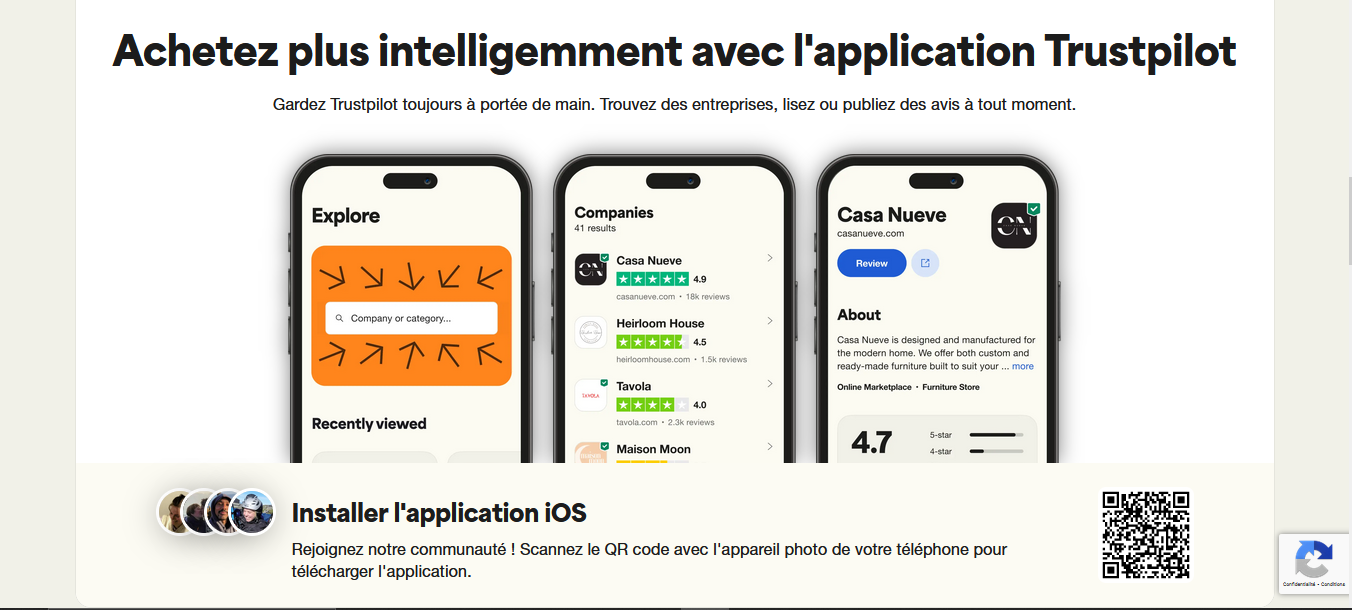 Achetez plus intelligemment avec l'application Trustpilot
Gardez Trustpilot toujours à portée de main. Trouvez des entreprises, lisez ou publiez des avis à tout moment.
Explore
Company or category...
Recently viewed
Companies
41 results
CN
Casa Nueve
4.9
casanueve.com • 18k reviews
Heirloom House
4.5
heirloomhouse.com • 1.5k reviews
TAVOLA
Tavola
4.0
tavola.com • 2.3k reviews
Maison Moon
Casa Nueve
casanueve.com
CN
Review
About
Casa Nueve is designed and manufactured for
the modern home. We offer both custom and
ready-made furniture built to suit your ... more
Online Marketplace • Furniture Store
4.7
5-star
4-star
Installer l'application iOS
Rejoignez notre communauté ! Scannez le QR code avec l'appareil photo de votre téléphone pour
télécharger l'application.
Confidentialité • Conditions